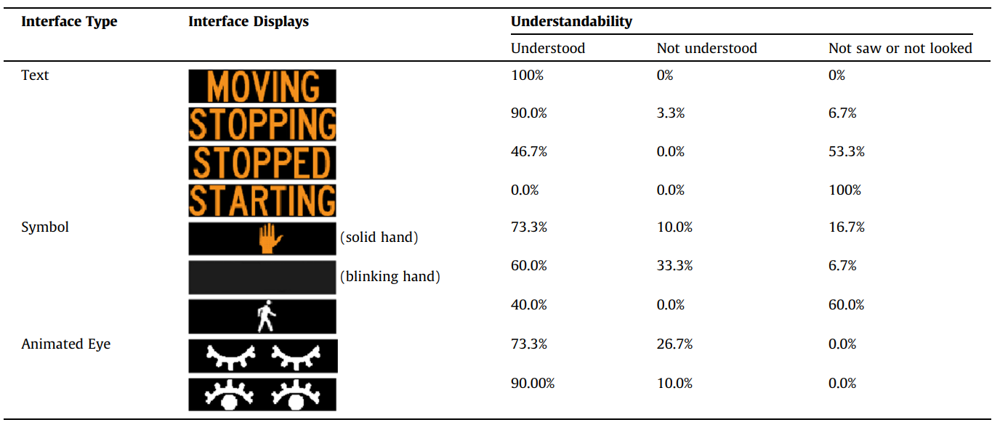 Interface Type Interface Displays Understandability
Understood Not understood Not saw or not looked
Text MOVING 100% 0% 0%
STOPPING 90.0% 3.3% 6.7%
STOPPED 46.7% 0.0% 53.3%
STARTING 0.0% 0.0% 100%
Symbol (solid hand) 73.3% 10.0% 16.7%
(blinking hand) 60.0% 33.3% 6.7%
40.0% 0.0% 60.0%
Animated Eye 73.3% 26.7% 0.0%
90.00% 10.0% 0.0%